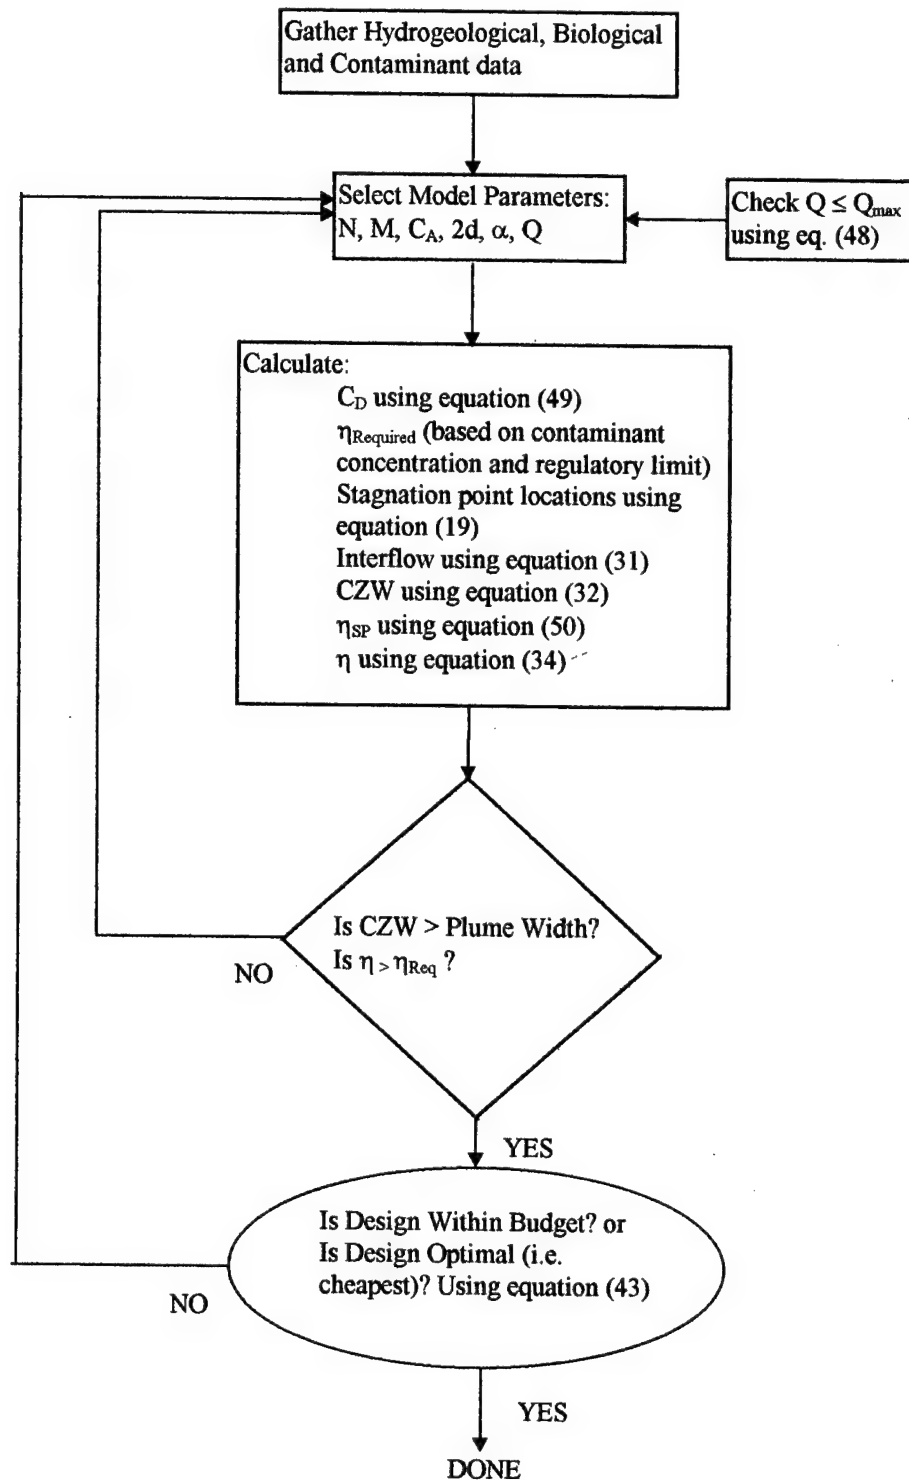 Gather Hydrogeological, Biological
and Contaminant data
Select Model Parameters:
N, M, C_A, 2d, α, Q
Check Q ≤ Q_max
using eq. (48)
Calculate:
C_D using equation (49)
η_Required (based on contaminant
concentration and regulatory limit)
Stagnation point locations using
equation (19)
Interflow using equation (31)
CZW using equation (32)
η_SP using equation (50)
η using equation (34)
Is CZW > Plume Width?
Is η > η_Req ?
NO
YES
Is Design Within Budget? or
Is Design Optimal (i.e.
cheapest)? Using equation (43)
NO
YES
DONE